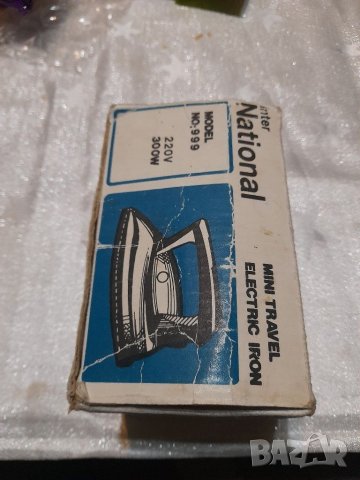 inter
National
MODEL
NO:999
220V
300W
MINI TRAVEL
ELECTRIC IRON
BAZAR